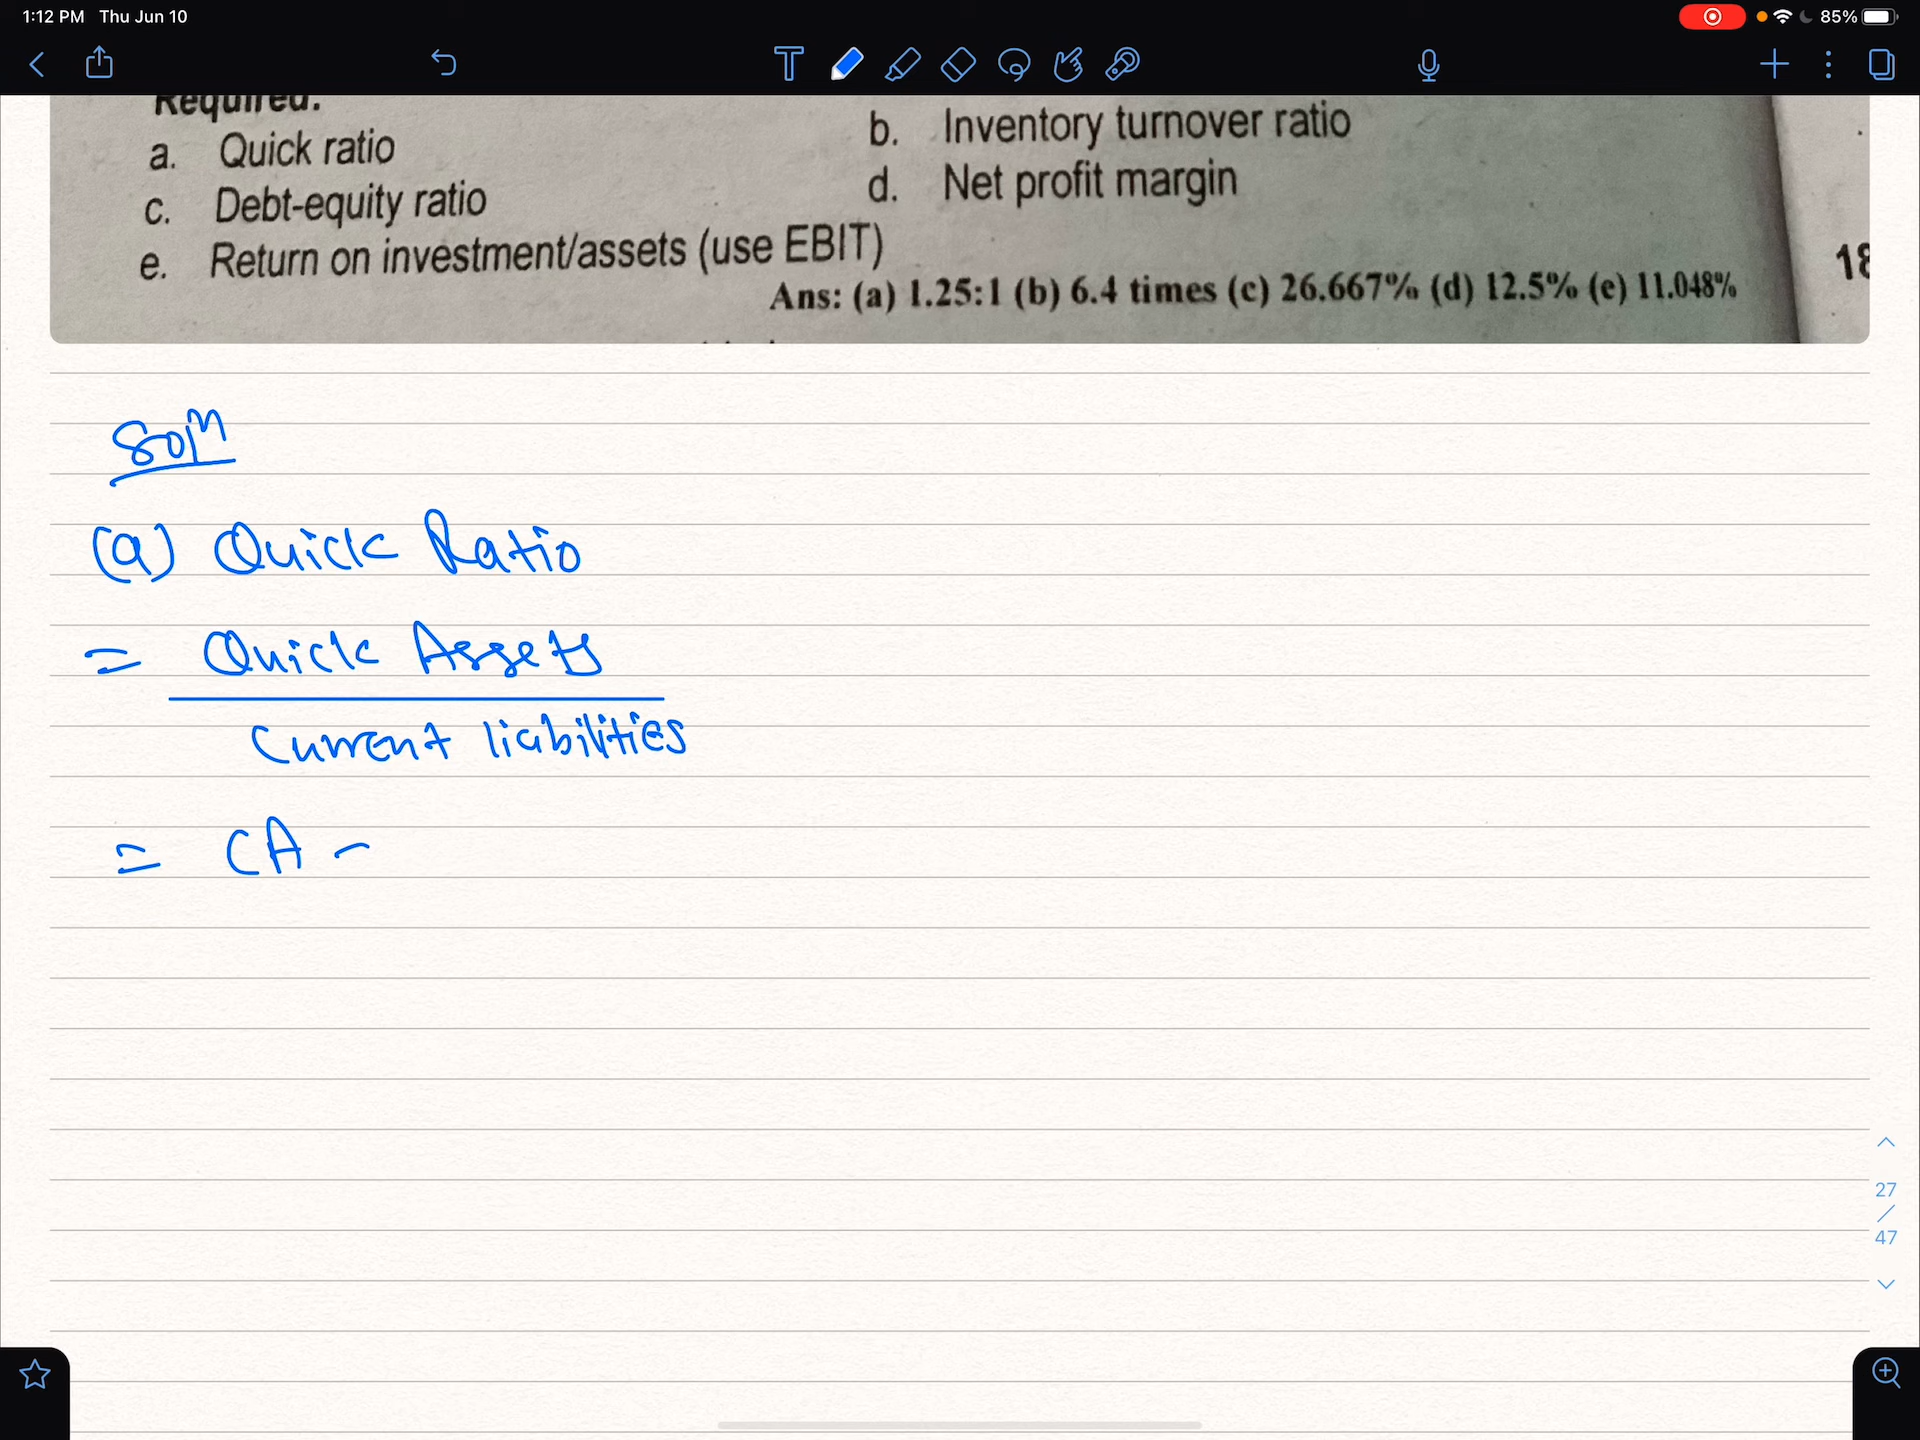 1:12 PM Thu Jun 10
85%
Required:
a. Quick ratio
b. Inventory turnover ratio
c. Debt-equity ratio
d. Net profit margin
e. Return on investment/assets (use EBIT)
Ans: (a) 1.25:1 (b) 6.4 times (c) 26.667% (d) 12.5% (e) 11.048%
18
Solⁿ
(a) Quick Ratio
= Quick Assets
Current liabilities
= CA -
27
/
47